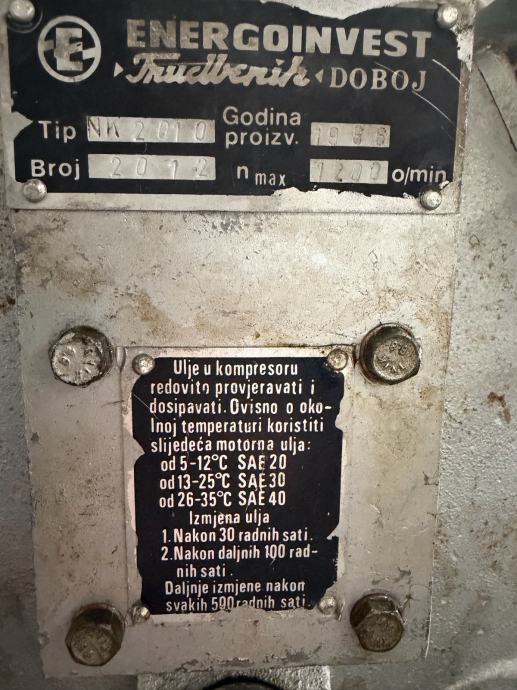 ENERGOINVEST
Trudbenik DOBOJ
Tip NK 2010 Godina proizv. 1986
Broj 2012 n max 1200 o/min
Ulje u kompresoru
redovito provjeravati i
dosipavati. Ovisno o oko-
lnoj temperaturi koristiti
slijedeća motorna ulja:
od 5-12°C SAE 20
od 13-25°C SAE 30
od 26-35°C SAE 40
Izmjena ulja
1. Nakon 30 radnih sati.
2. Nakon daljnih 100 rad-
nih sati.
Daljnje izmjene nakon
svakih 500 radnih sati.